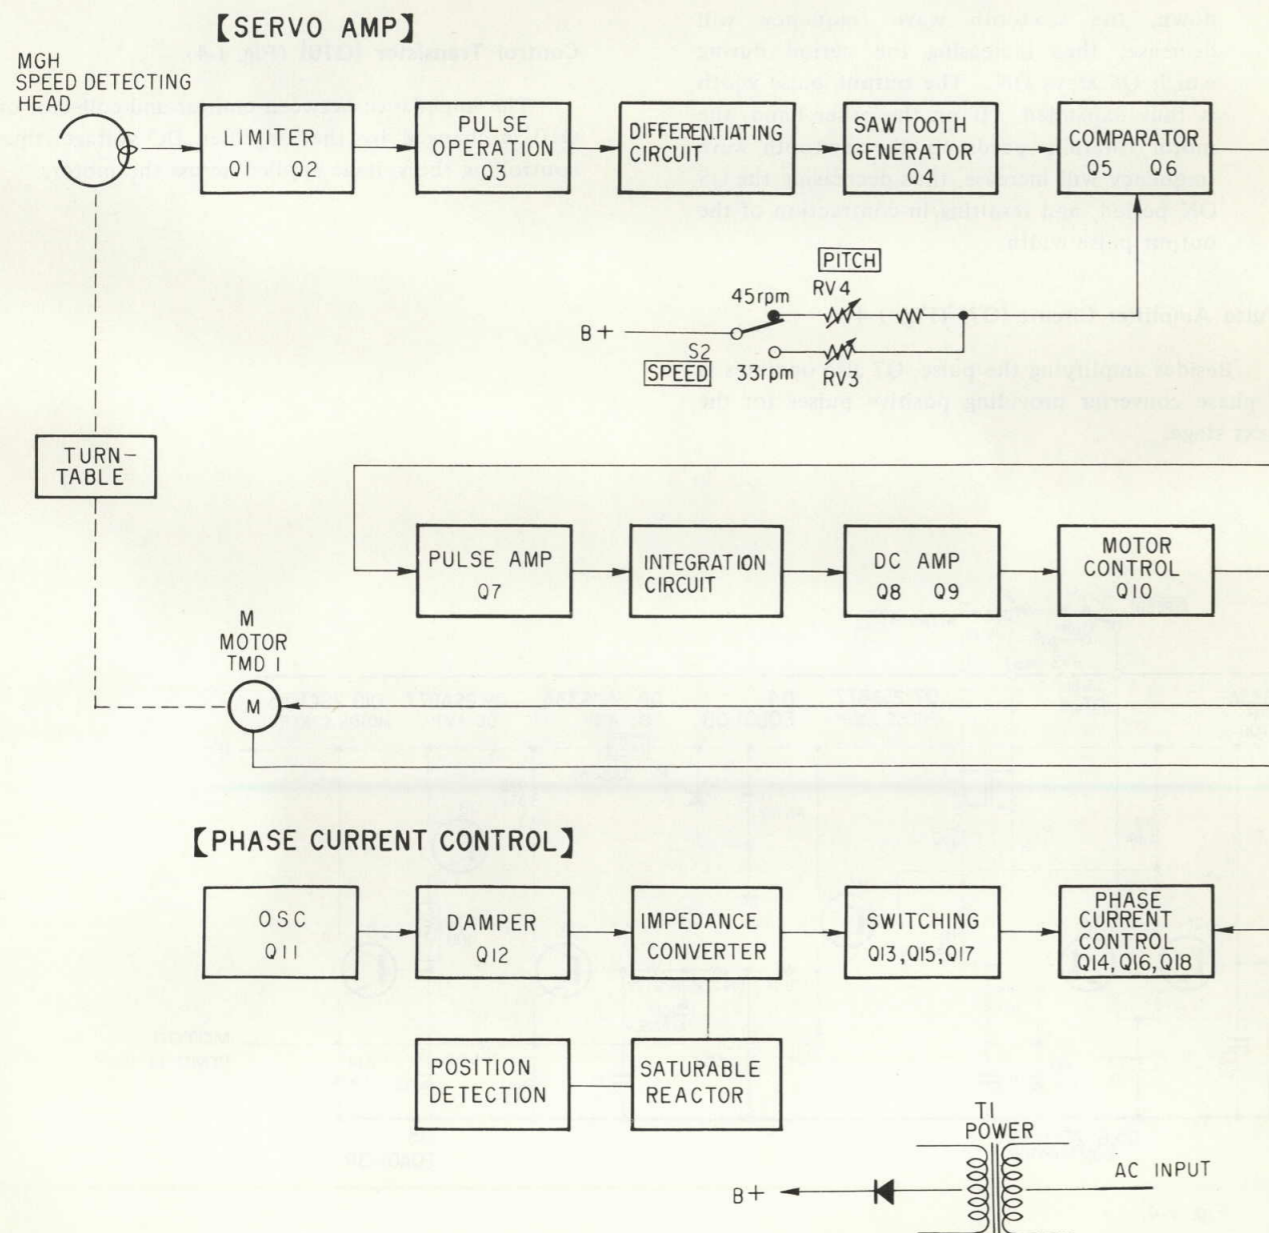 【SERVO AMP】
MGH
SPEED DETECTING
HEAD
LIMITER
Q1 Q2
PULSE
OPERATION
Q3
DIFFERENTIATING
CIRCUIT
SAWTOOTH
GENERATOR
Q4
COMPARATOR
Q5 Q6
PITCH
RV4
45rpm
B+
S2
SPEED
33rpm
RV3
TURN-
TABLE
PULSE AMP
Q7
INTEGRATION
CIRCUIT
DC AMP
Q8 Q9
MOTOR
CONTROL
Q10
M
MOTOR
TMD 1
M
【PHASE CURRENT CONTROL】
OSC
Q11
DAMPER
Q12
IMPEDANCE
CONVERTER
SWITCHING
Q13,Q15,Q17
PHASE
CURRENT
CONTROL
Q14,Q16,Q18
POSITION
DETECTION
SATURABLE
REACTOR
T1
POWER
AC INPUT
B+